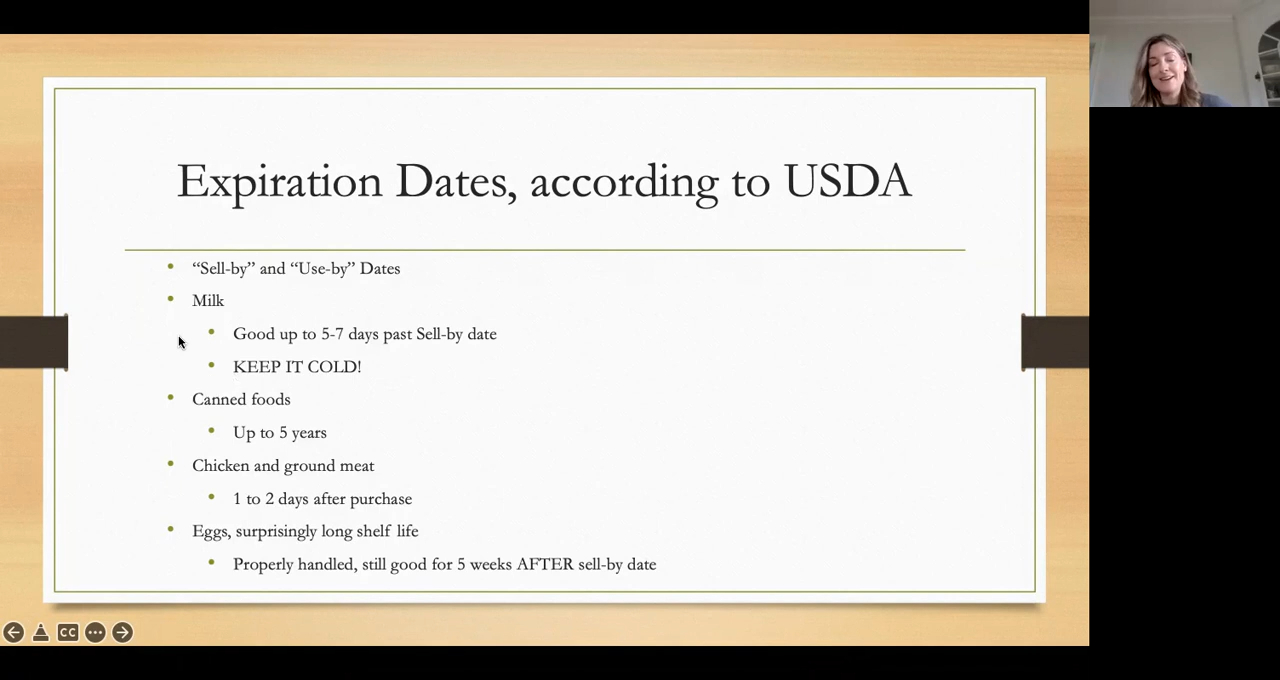 Expiration Dates, according to USDA
“Sell-by” and “Use-by” Dates
Milk
Good up to 5-7 days past Sell-by date
KEEP IT COLD!
Canned foods
Up to 5 years
Chicken and ground meat
1 to 2 days after purchase
Eggs, surprisingly long shelf life
Properly handled, still good for 5 weeks AFTER sell-by date
CC